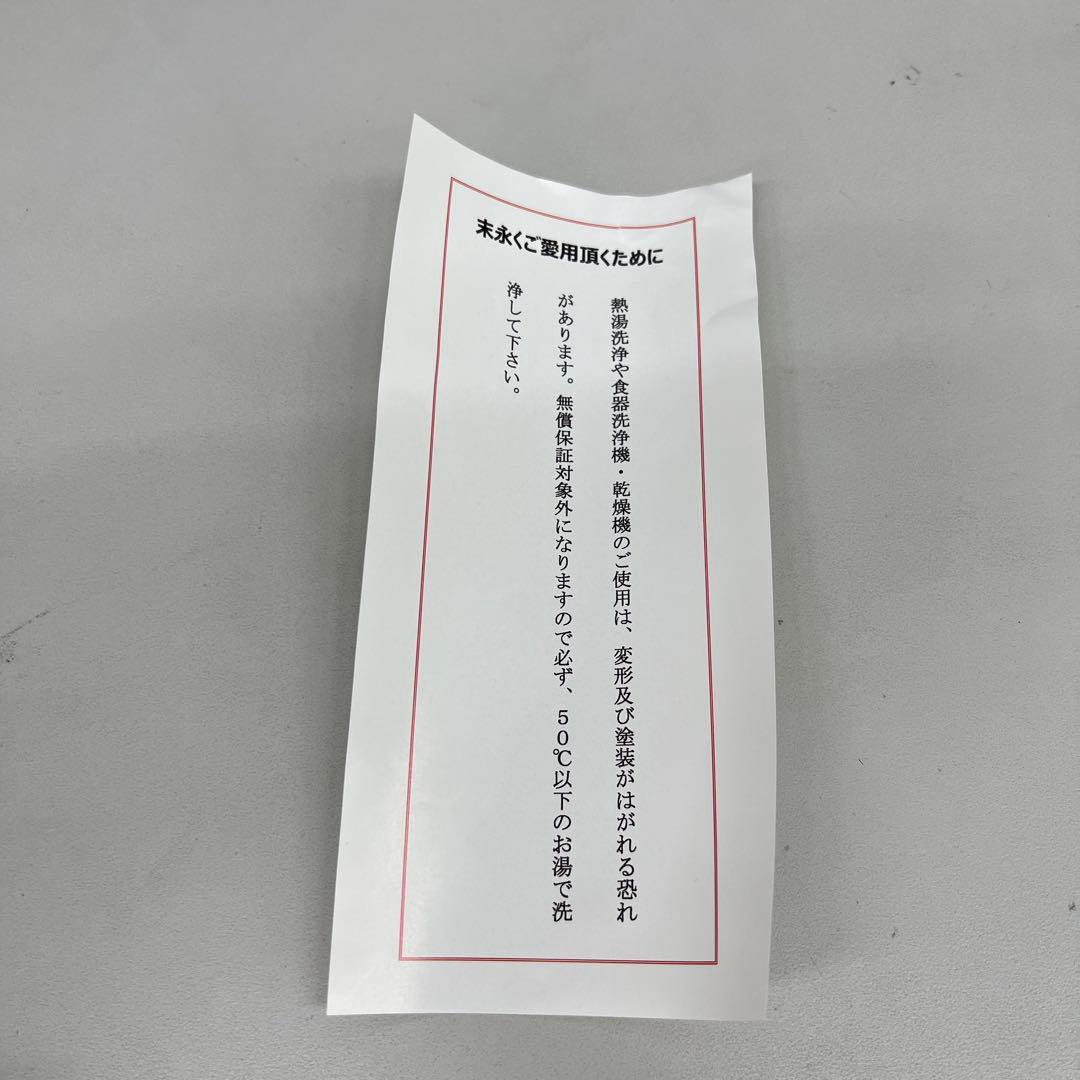 末永くご愛用頂くために
熱湯洗浄や食器洗浄機・乾燥機のご使用は、変形及び塗装がはがれる恐れ
があります。無償保証対象外になりますので必ず、５０℃以下のお湯で洗
浄して下さい。